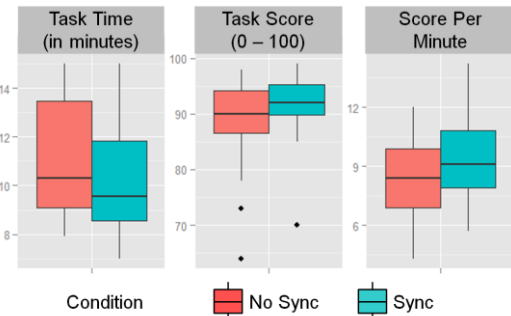 Task Time
(in minutes)
14
12
10
8
Task Score
(0 – 100)
100
90
80
70
Score Per
Minute
12
9
6
Condition
No Sync
Sync